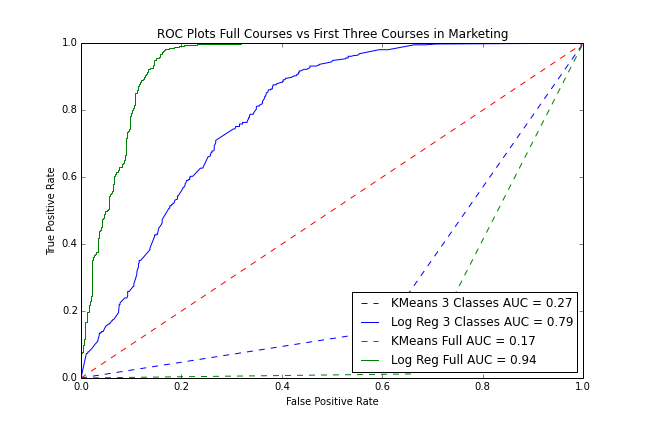 ROC Plots Full Courses vs First Three Courses in Marketing
1.0
0.8
0.6
0.4
0.2
0.0
True Positive Rate
KMeans 3 Classes AUC = 0.27
Log Reg 3 Classes AUC = 0.79
KMeans Full AUC = 0.17
Log Reg Full AUC = 0.94
0.0 0.2 0.4 0.6 0.8 1.0
False Positive Rate